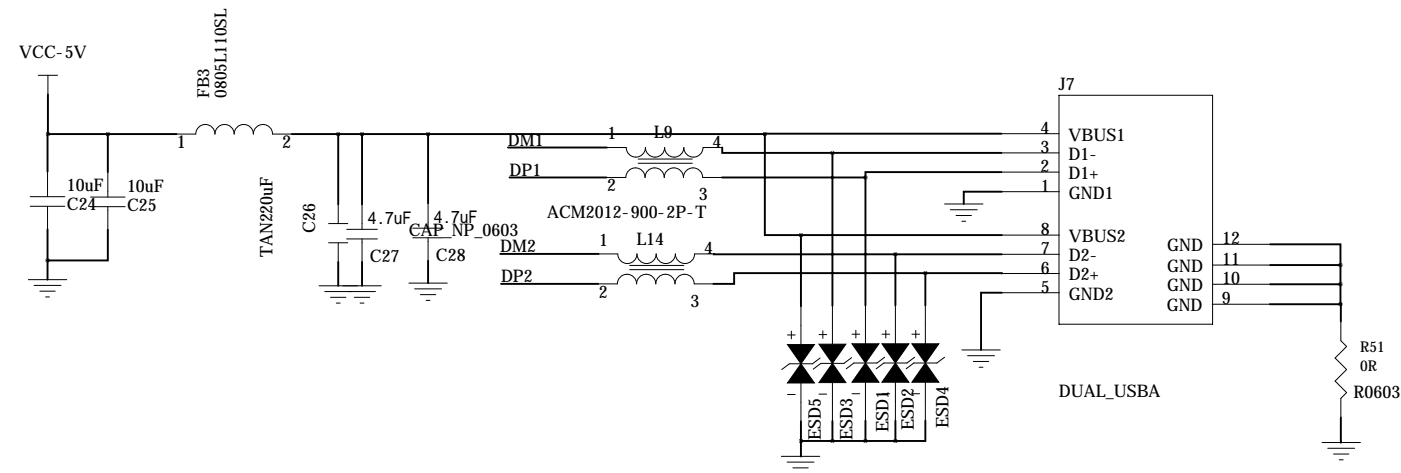 VCC-5V
FB3
0805L110SL
1
2
10uF
C24
10uF
C25
TAN220uF
C26
4.7uF
C27
4.7uF
CAP_NP_0603
C28
DM1
DP1
1
L9
4
2
3
ACM2012-900-2P-T
DM2
DP2
1
L14
4
2
3
J7
4 VBUS1
3 D1-
2 D1+
1 GND1
8 VBUS2
7 D2-
6 D2+
5 GND2
GND 12
GND 11
GND 10
GND 9
DUAL_USBA
+ + + + +
- - - - -
ESD5
ESD3
ESD1
ESD2
ESD4
R51
0R
R0603